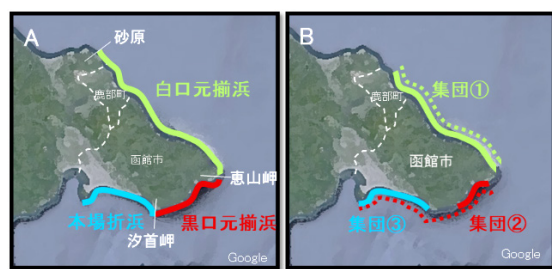 A
砂原
白口元揃浜
鹿部町
函館市
恵山岬
本場折浜
黒口元揃浜
汐首岬
Google
B
集団①
鹿部町
函館市
集団③
集団②
Google